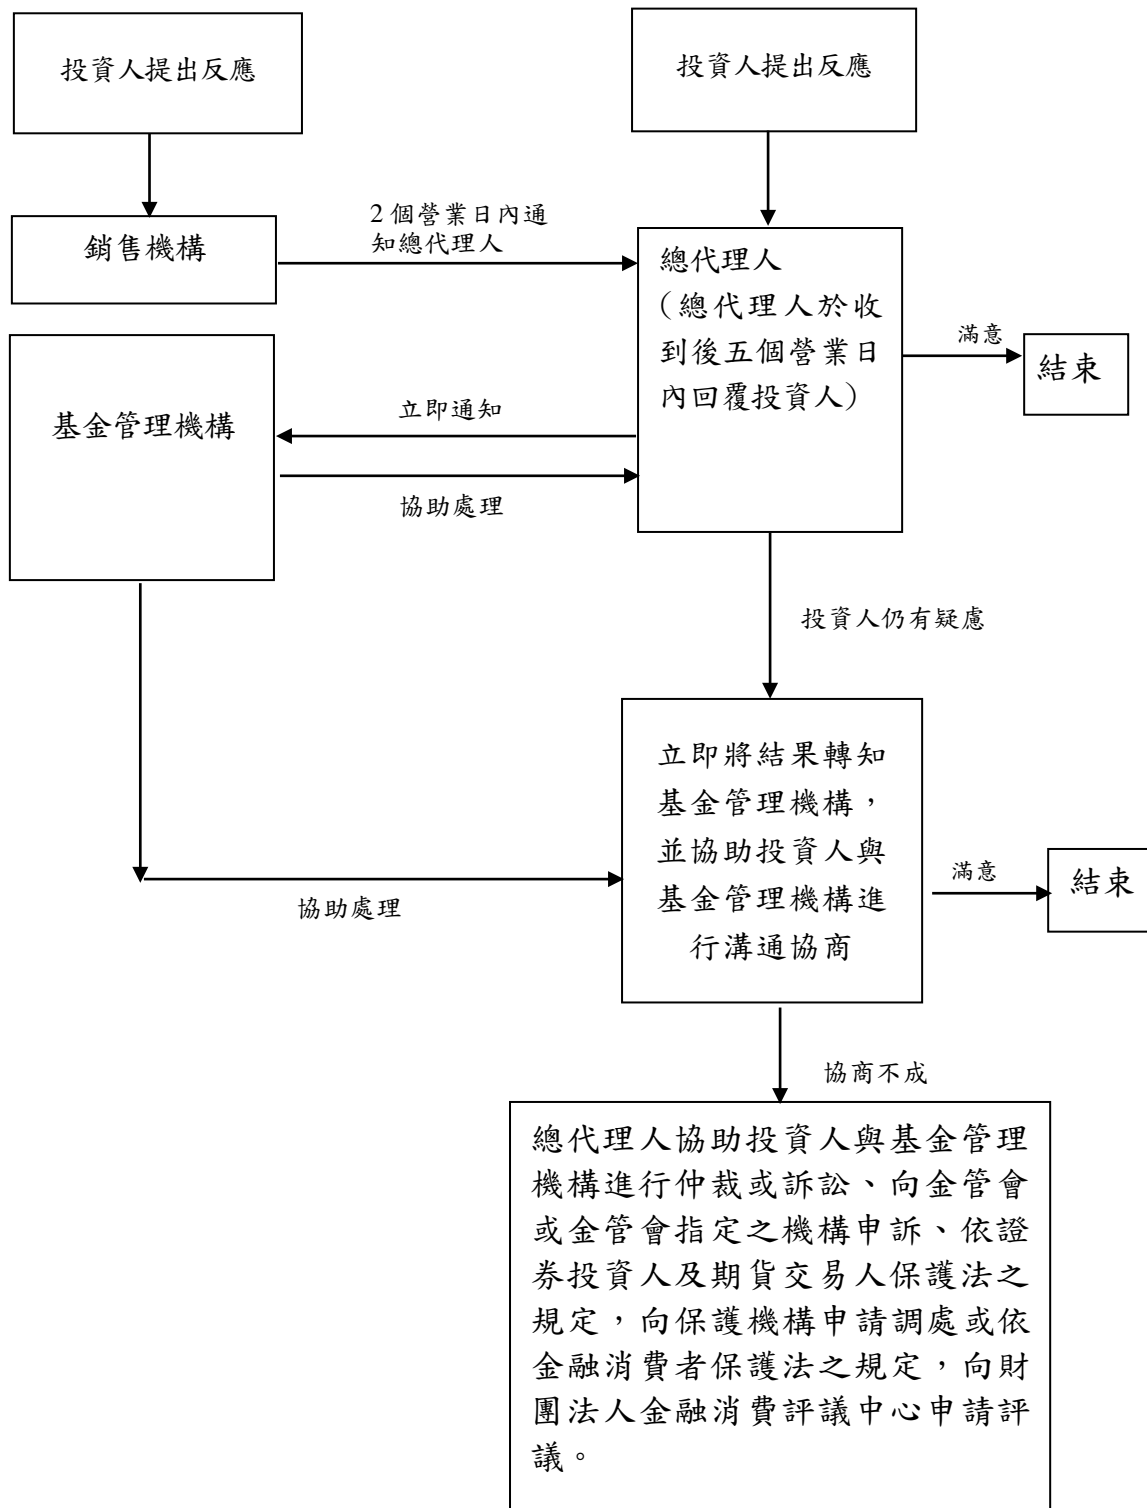 投資人提出反應
投資人提出反應
銷售機構
2 個營業日內通
知總代理人
總代理人
(總代理人於收
到後五個營業日
內回覆投資人)
滿意
結束
基金管理機構
立即通知
協助處理
投資人仍有疑慮
立即將結果轉知
基金管理機構,
並協助投資人與
基金管理機構進
行溝通協商
滿意
結束
協助處理
協商不成
總代理人協助投資人與基金管理
機構進行仲裁或訴訟、向金管會
或金管會指定之機構申訴、依證
券投資人及期貨交易人保護法之
規定，向保護機構申請調處或依
金融消費者保護法之規定，向財
團法人金融消費評議中心申請評
議。